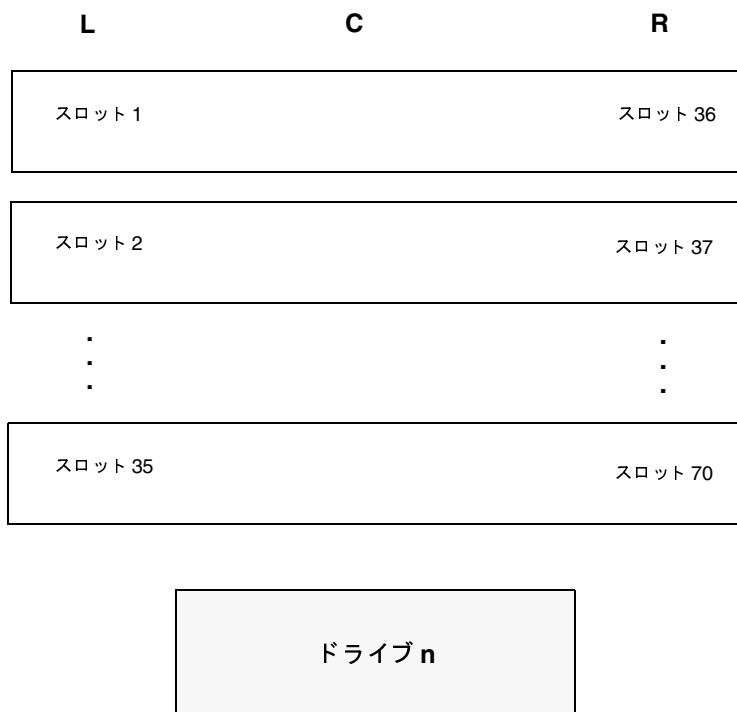 L C R
スロット 1 スロット 36
スロット 2 スロット 37
. .
. .
. .
スロット 35 スロット 70
ドライブ n